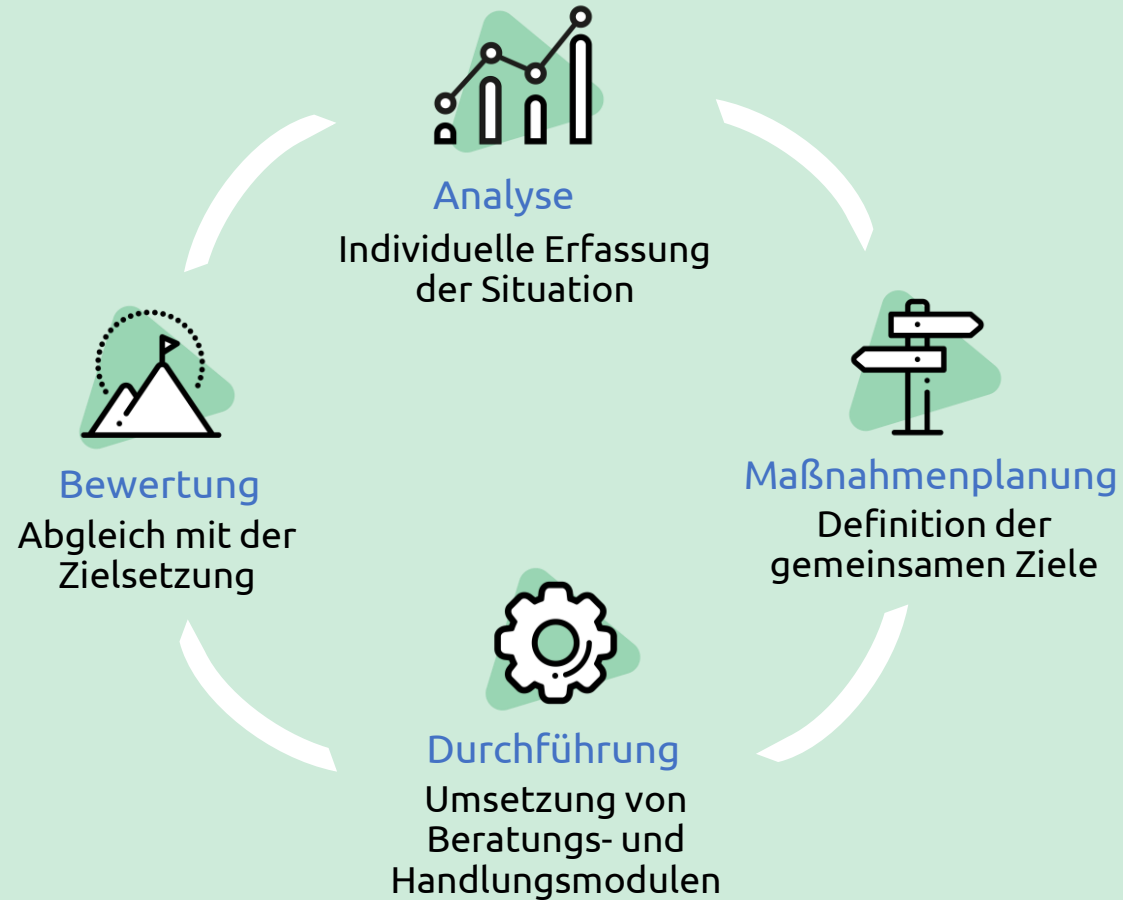 Analyse
Individuelle Erfassung
der Situation
Maßnahmenplanung
Definition der
gemeinsamen Ziele
Durchführung
Umsetzung von
Beratungs- und
Handlungsmodulen
Bewertung
Abgleich mit der
Zielsetzung